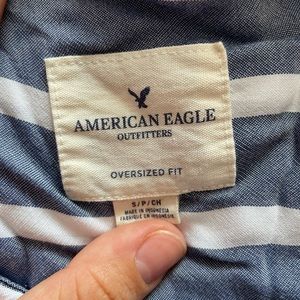 AMERICAN EAGLE
OUTFITTERS
OVERSIZED FIT
S/P/CH
MADE IN INDONESIA
FABRIQUÉ EN INDONÉSIE